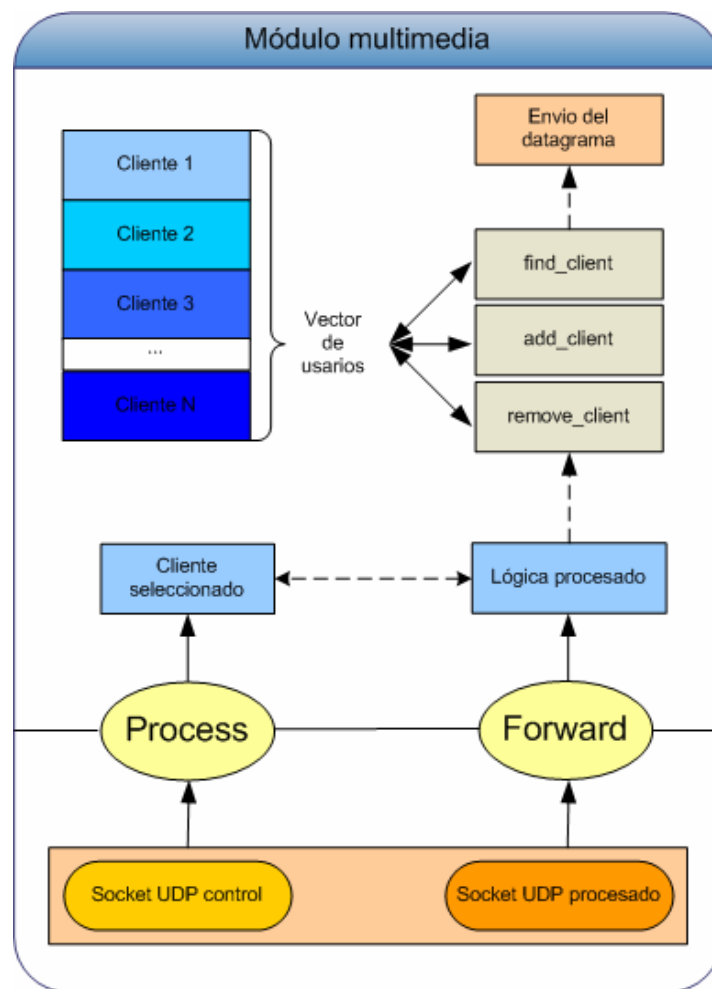 Módulo multimedia
Envio del
datagrama
Cliente 1
Cliente 2
Cliente 3
...
Cliente N
Vector
de
usarios
find_client
add_client
remove_client
Cliente
seleccionado
Lógica procesado
Process
Forward
Socket UDP control
Socket UDP procesado